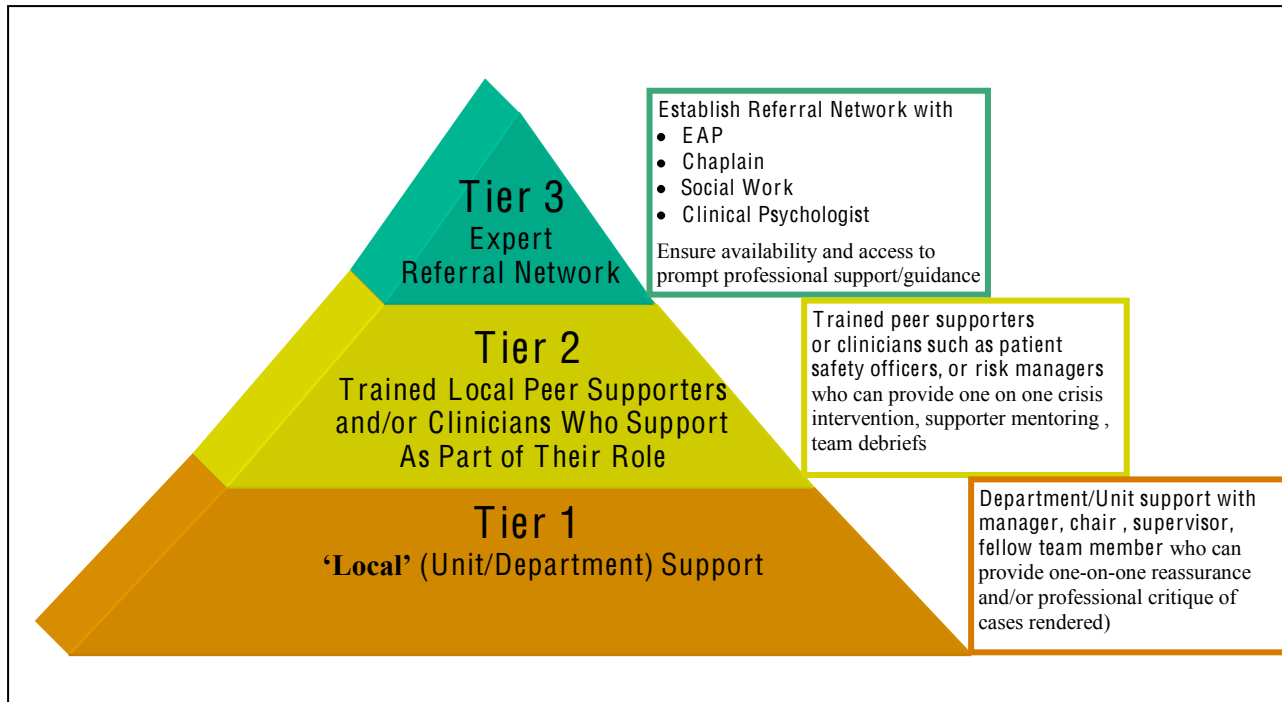 Tier 3
Expert
Referral Network
Establish Referral Network with
• EAP
• Chaplain
• Social Work
• Clinical Psychologist
Ensure availability and access to
prompt professional support/guidance
Tier 2
Trained Local Peer Supporters
and/or Clinicians Who Support
As Part of Their Role
Trained peer supporters
or clinicians such as patient
safety officers, or risk managers
who can provide one on one crisis
intervention, supporter mentoring ,
team debriefs
Tier 1
‘Local’ (Unit/Department) Support
Department/Unit support with
manager, chair , supervisor,
fellow team member who can
provide one-on-one reassurance
and/or professional critique of
cases rendered)